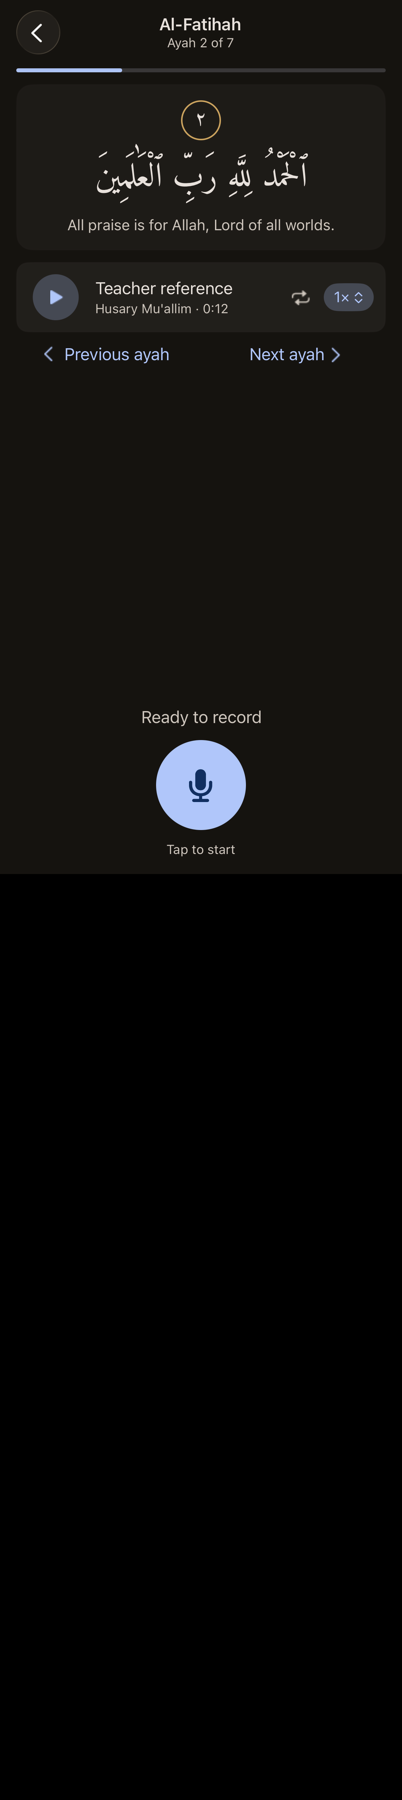 Al-Fatihah
Ayah 2 of 7
٢
ٱلْحَمْدُ لِلَّهِ رَبِّ ٱلْعَٰلَمِينَ
All praise is for Allah, Lord of all worlds.
Teacher reference
Husary Mu'allim · 0:12
1×
Previous ayah
Next ayah
Ready to record
Tap to start